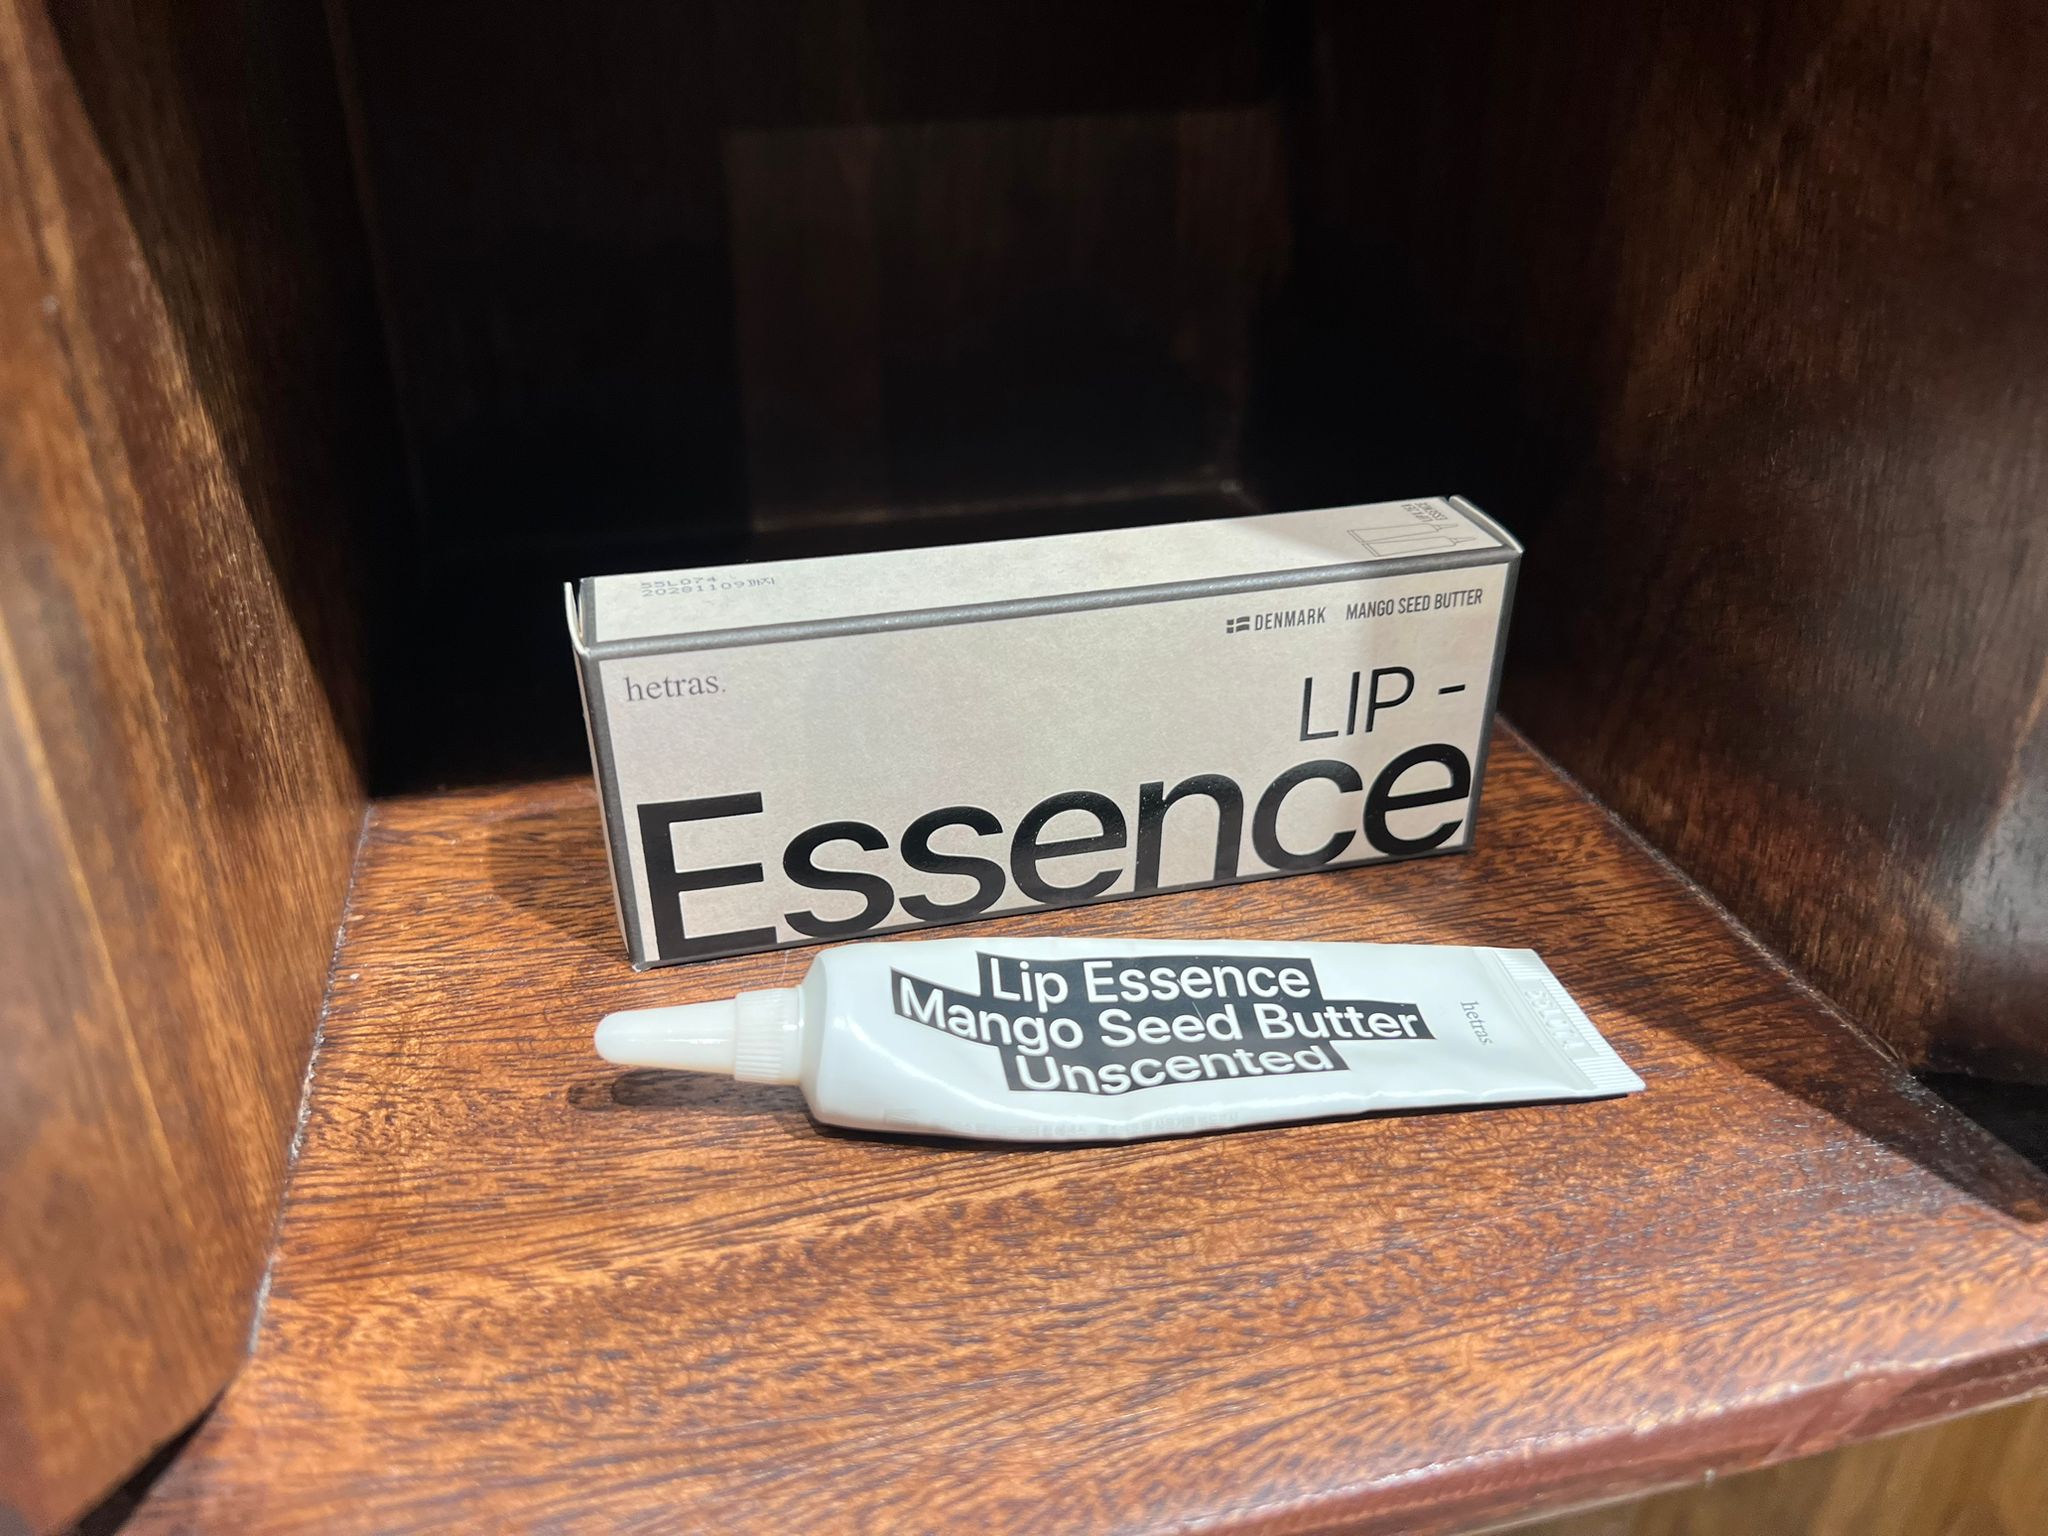 55L074
20281109까지
DENMARK MANGO SEED BUTTER
hetras.
LIP -
Essence
Lip Essence
Mango Seed Butter
Unscented
hetras.